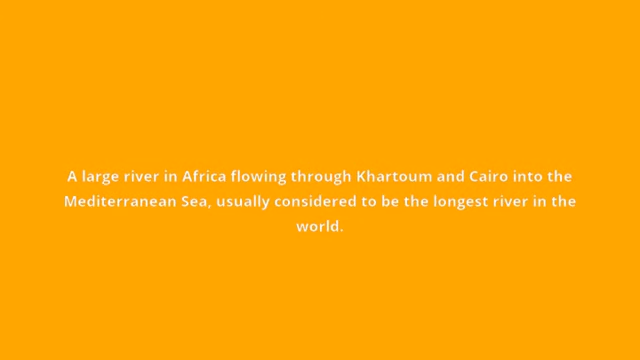 A large river in Africa flowing through Khartoum and Cairo into the
Mediterranean Sea, usually considered to be the longest river in the
world.